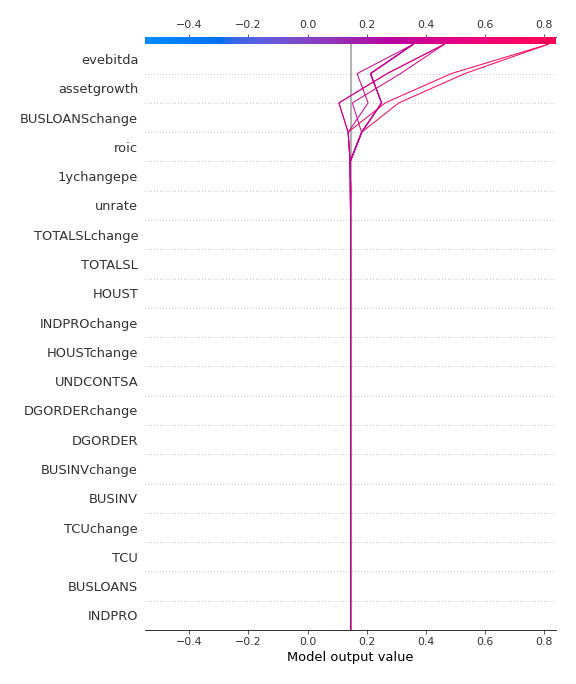 −0.4 −0.2 0.0 0.2 0.4 0.6 0.8
evebitda
assetgrowth
BUSLOANSchange
roic
1ychangepe
unrate
TOTALSLchange
TOTALSL
HOUST
INDPROchange
HOUSTchange
UNDCONTSA
DGORDERchange
DGORDER
BUSINVchange
BUSINV
TCUchange
TCU
BUSLOANS
INDPRO
−0.4 −0.2 0.0 0.2 0.4 0.6 0.8
Model output value